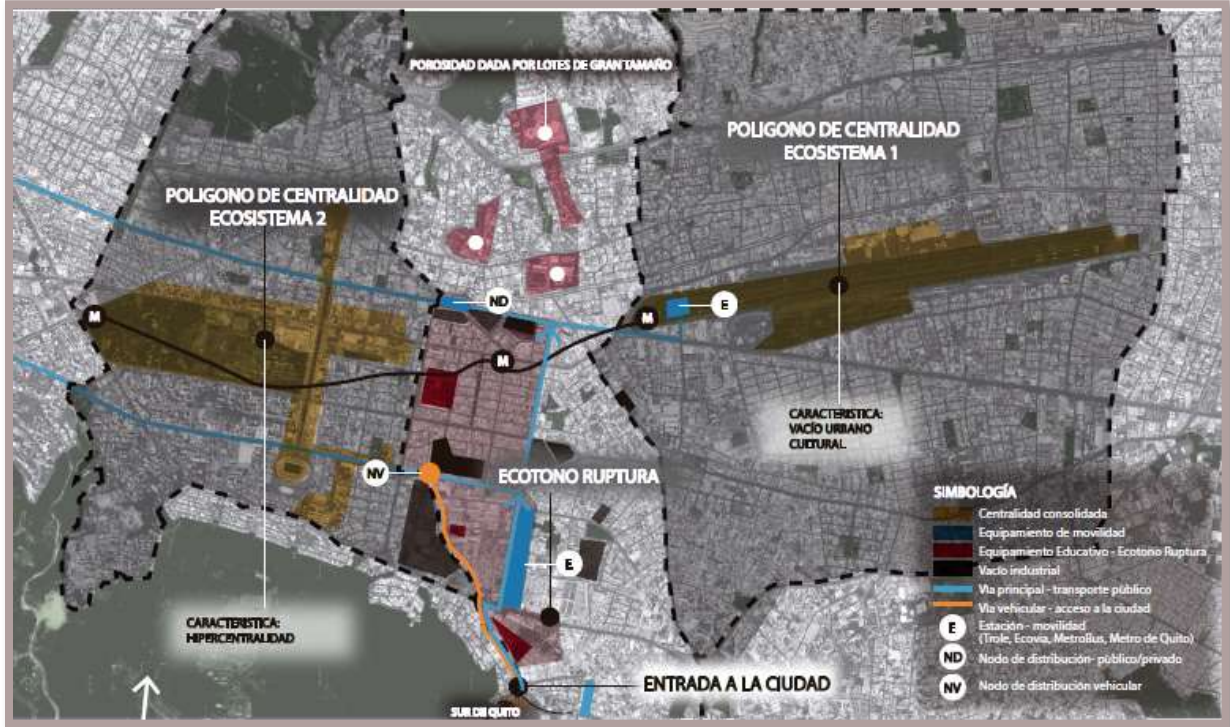 POROSIDAD DADA POR LOTES DE GRAN TAMAÑO
POLIGONO DE CENTRALIDAD
ECOSISTEMA 1
POLIGONO DE CENTRALIDAD
ECOSISTEMA 2
ND
E
M
M
M
CARACTERISTICA:
VACÍO URBANO
CULTURAL
NV
ECOTONO RUPTURA
E
CARACTERISTICA:
HIPERCENTRALIDAD
ENTRADA A LA CIUDAD
SUR DE QUITO
SIMBOLOGÍA
Centralidad consolidada
Equipamiento de movilidad
Equipamiento Educativo - Ecotono Ruptura
Vacío industrial
Vía principal - transporte público
Vía vehicular - acceso a la ciudad
E Estación - movilidad
(Trole, Ecovía, MetroBus, Metro de Quito)
ND Nodo de distribución- público/privado
NV Nodo de distribución vehicular